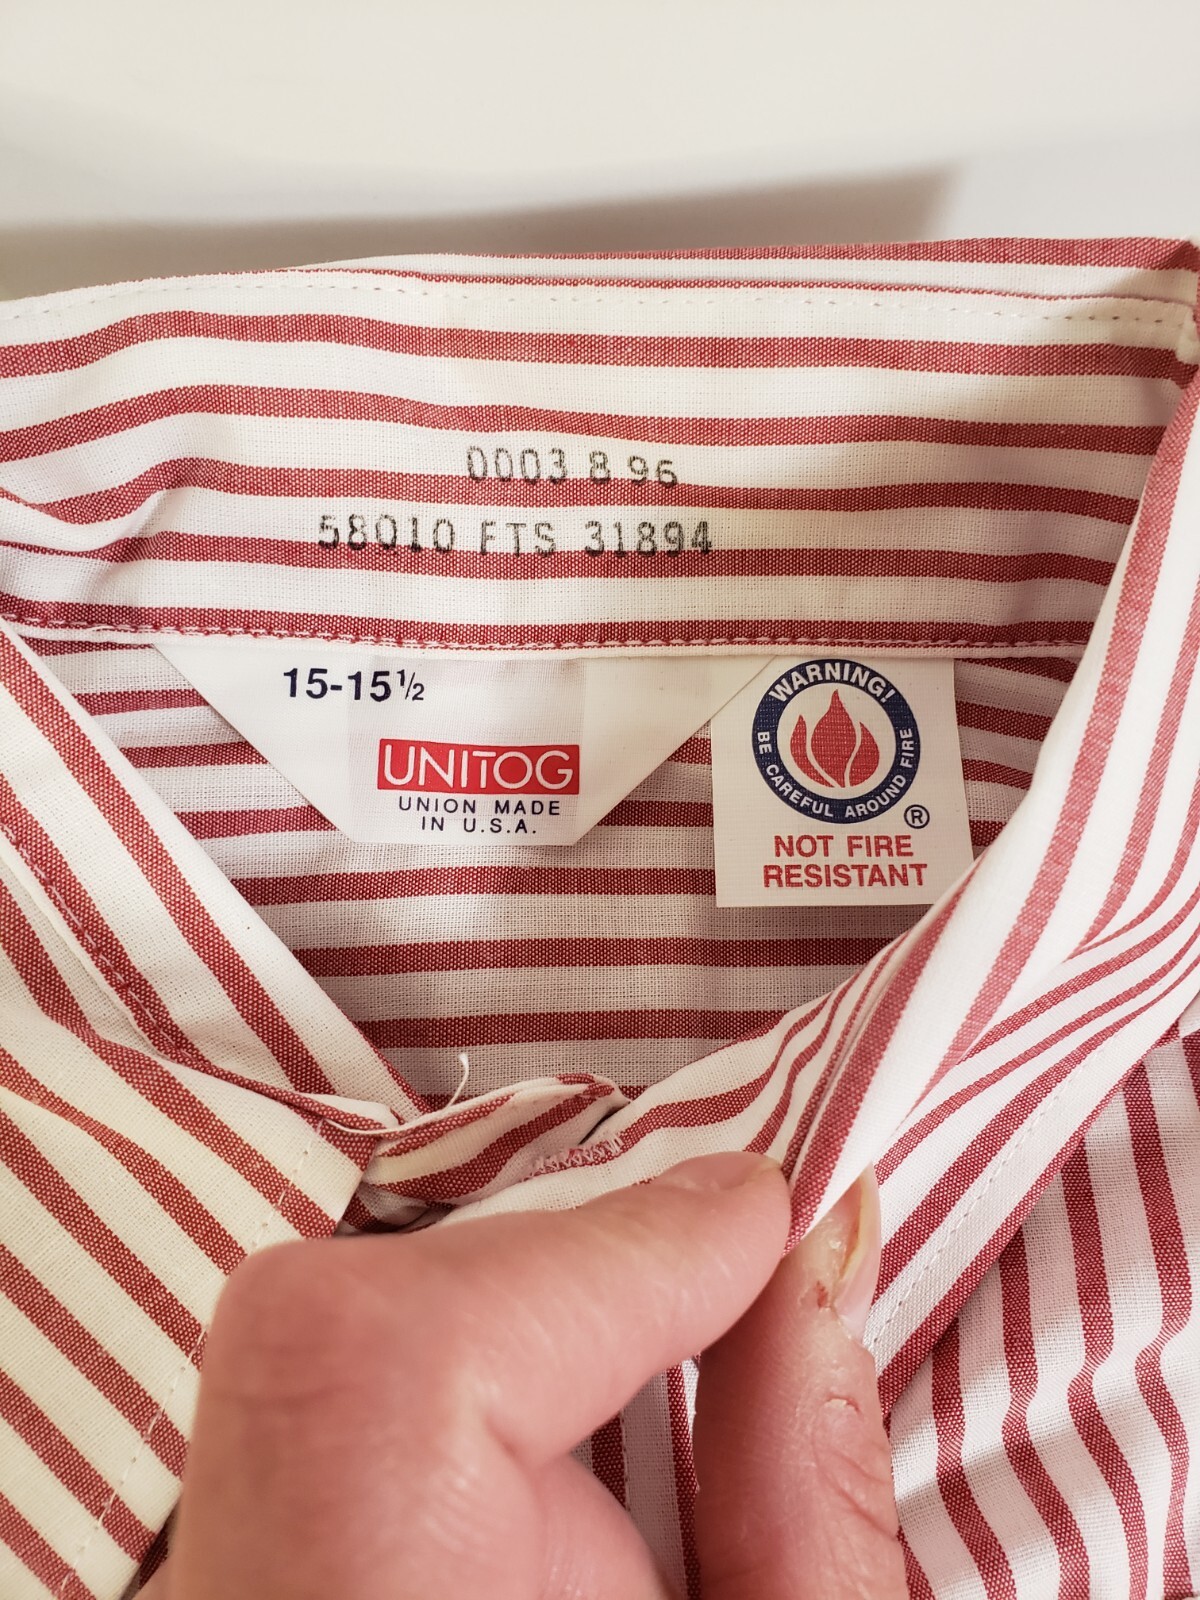 0003 8 96
58010 FTS 31894
15-15½
UNITOG
UNION MADE
IN U.S.A.
WARNING!
BE CAREFUL AROUND FIRE
®
NOT FIRE
RESISTANT